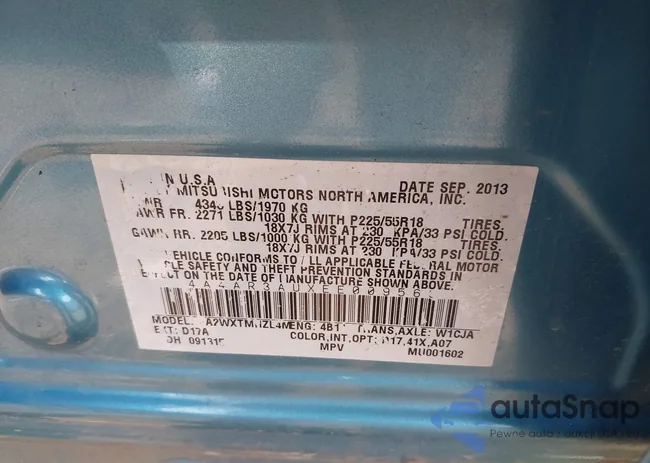 IN U.S.A. DATE SEP. 2013
MITSUBISHI MOTORS NORTH AMERICA, INC.
LBS/1970 KG
FR. 2271 LBS/1030 KG WITH P225/55R18 TIRES.
18X7J RIMS AT 230 KPA/33 PSI COLD.
GAWR RR. 2205 LBS/1000 KG WITH P225/55R18 TIRES.
18X7J RIMS AT 230 KPA/33 PSI COLD.
VEHICLE CONFORMS TO ALL APPLICABLE FEDERAL MOTOR
VEHICLE SAFETY AND THEFT PREVENTION STANDARDS IN
EFFECT ON THE DATE OF MANUFACTURE SHOWN ABOVE.
MODEL: ENG: TRANS,AXLE: W1CJA
EXT: D17A COLOR,INT,OPT: D17,41X,A07
MPV MU001602
autoSnap